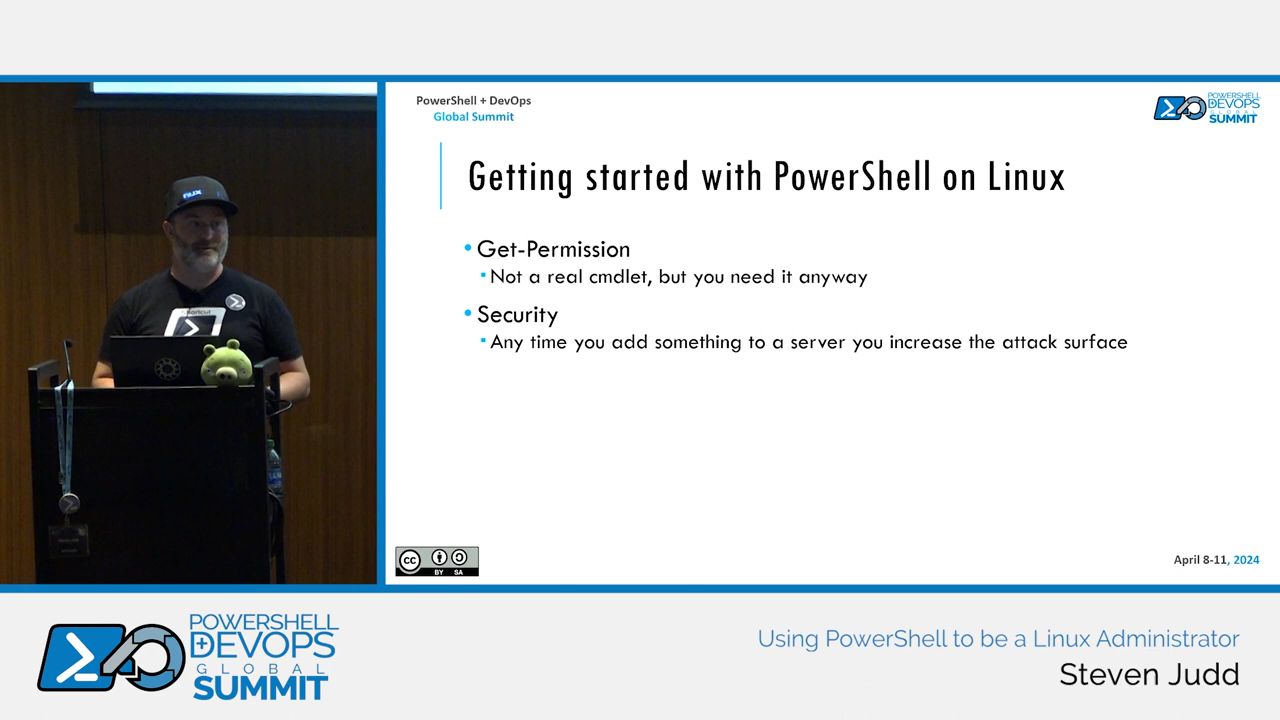 PowerShell + DevOps
Global Summit
POWERSHELL
DEVOPS
GLOBAL
SUMMIT
Getting started with PowerShell on Linux
• Get-Permission
▪ Not a real cmdlet, but you need it anyway
• Security
▪ Any time you add something to a server you increase the attack surface
CC
BY SA
April 8-11, 2024
POWERSHELL
+DEVOPS
GLOBAL
SUMMIT
Using PowerShell to be a Linux Administrator
Steven Judd